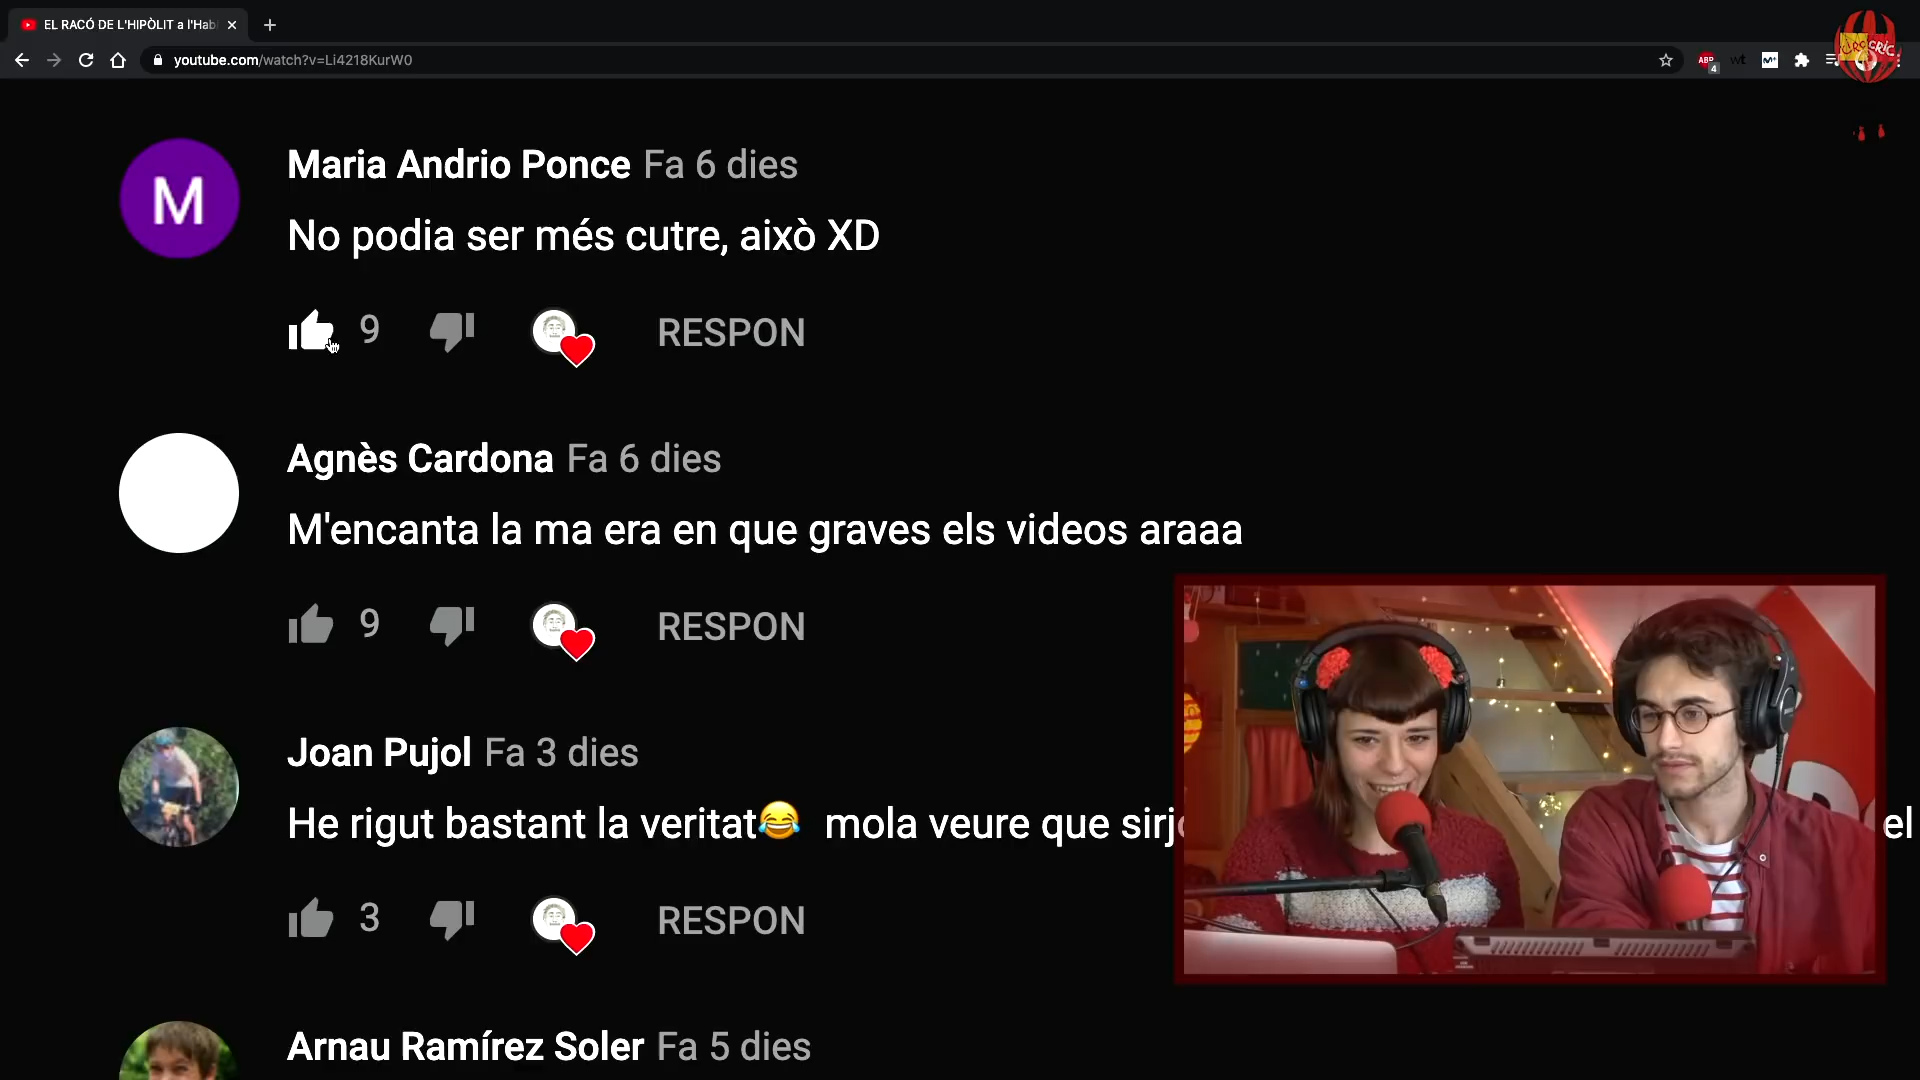 EL RACÓ DE L'HIPÒLIT a l'Hab
youtube.com/watch?v=Li4218KurW0
ABP
4
wt
M
Maria Andrio Ponce Fa 6 dies
No podia ser més cutre, això XD
9
RESPON
Agnès Cardona Fa 6 dies
M'encanta la ma era en que graves els videos araaa
9
RESPON
Joan Pujol Fa 3 dies
He rigut bastant la veritat😂 mola veure que el
3
RESPON
Arnau Ramírez Soler Fa 5 dies